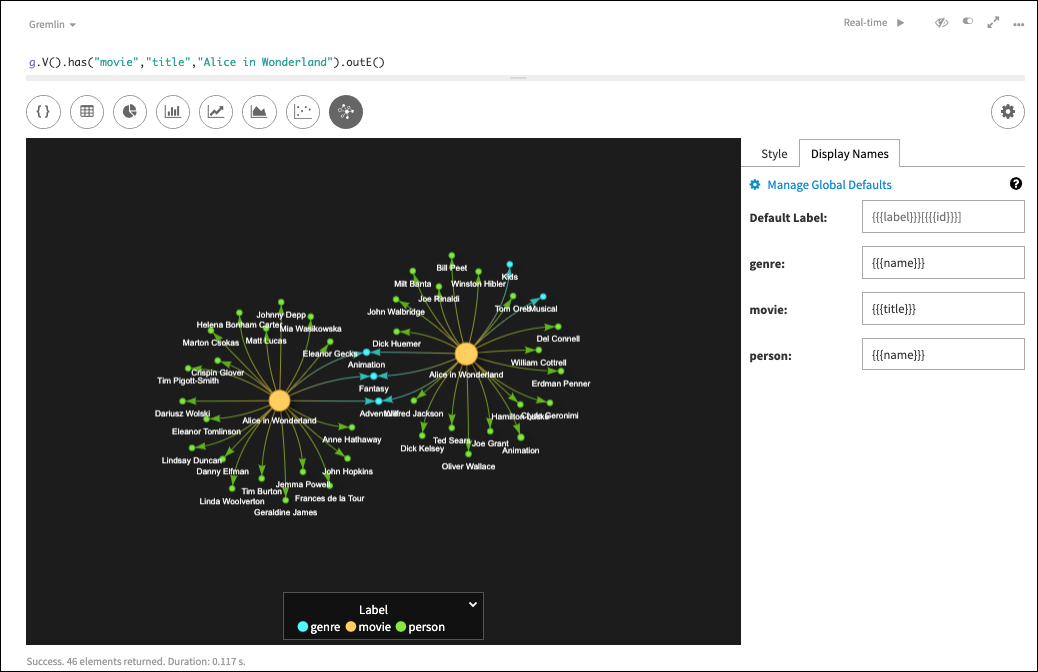 Gremlin
Real-time
g.V().has("movie","title","Alice in Wonderland").outE()
{ }
Style
Display Names
Manage Global Defaults
?
Default Label:
{{{label}}}[{{{id}}}]
genre:
{{{name}}}
movie:
{{{title}}}
person:
{{{name}}}
Bill Peet
Kids
Milt Banta
Winston Hibler
Joe Rinaldi
John Walbridge
Tom Oreb
Musical
Johnny Depp
Helena Bonham Carter
Mia Wasikowska
Marton Csokas
Matt Lucas
Dick Huemer
Del Connell
Eleanor Gecks
Animation
William Cottrell
Crispin Glover
Alice in Wonderland
Tim Pigott-Smith
Fantasy
Erdman Penner
Dariusz Wolski
Adventure
Wilfred Jackson
Hamilton Luske
Clyde Geronimi
Alice in Wonderland
Eleanor Tomlinson
Anne Hathaway
Ted Sears
Joe Grant
Dick Kelsey
Animation
Lindsay Duncan
Oliver Wallace
Danny Elfman
John Hopkins
Jemma Powell
Tim Burton
Linda Woolverton
Frances de la Tour
Geraldine James
Label
genre movie person
Success. 46 elements returned. Duration: 0.117 s.